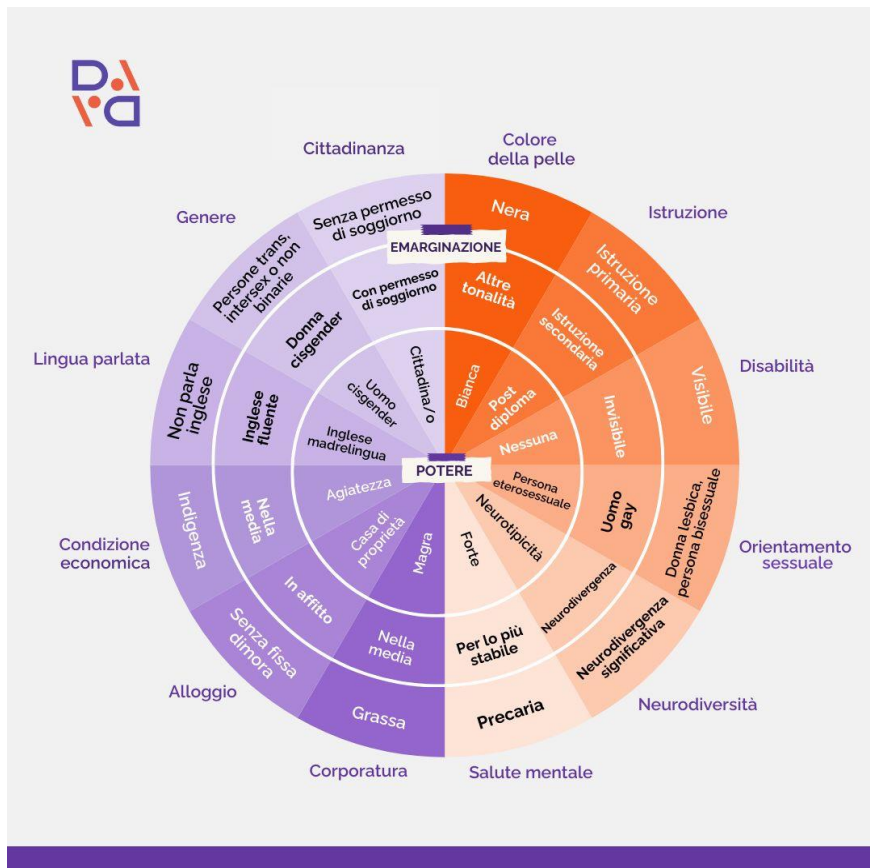 Cittadinanza
Colore
della pelle
Genere
Istruzione
Senza permesso
di soggiorno
Nera
EMARGINAZIONE
Persone trans,
intersex o non
binarie
Istruzione
primaria
Con permesso
di soggiorno
Altre
tonalità
Donna
cisgender
Istruzione
secondaria
Lingua parlata
Disabilità
Non parla
inglese
Visibile
Inglese
fluente
Invisibile
Uomo
cisgender
Cittadina/o
Bianca
Post
diploma
Inglese
madrelingua
Nessuna
POTERE
Agiatezza
Persona
eterosessuale
Casa di
proprietà
Magra
Forte
Neurotipicità
Indigenza
Nella
media
Uomo
gay
Donna lesbica,
persona bisessuale
Condizione
economica
Orientamento
sessuale
In affitto
Neurodivergenza
Senza fissa
dimora
Nella
media
Per lo più
stabile
Neurodivergenza
significativa
Grassa
Precaria
Alloggio
Neurodiversità
Corporatura
Salute mentale